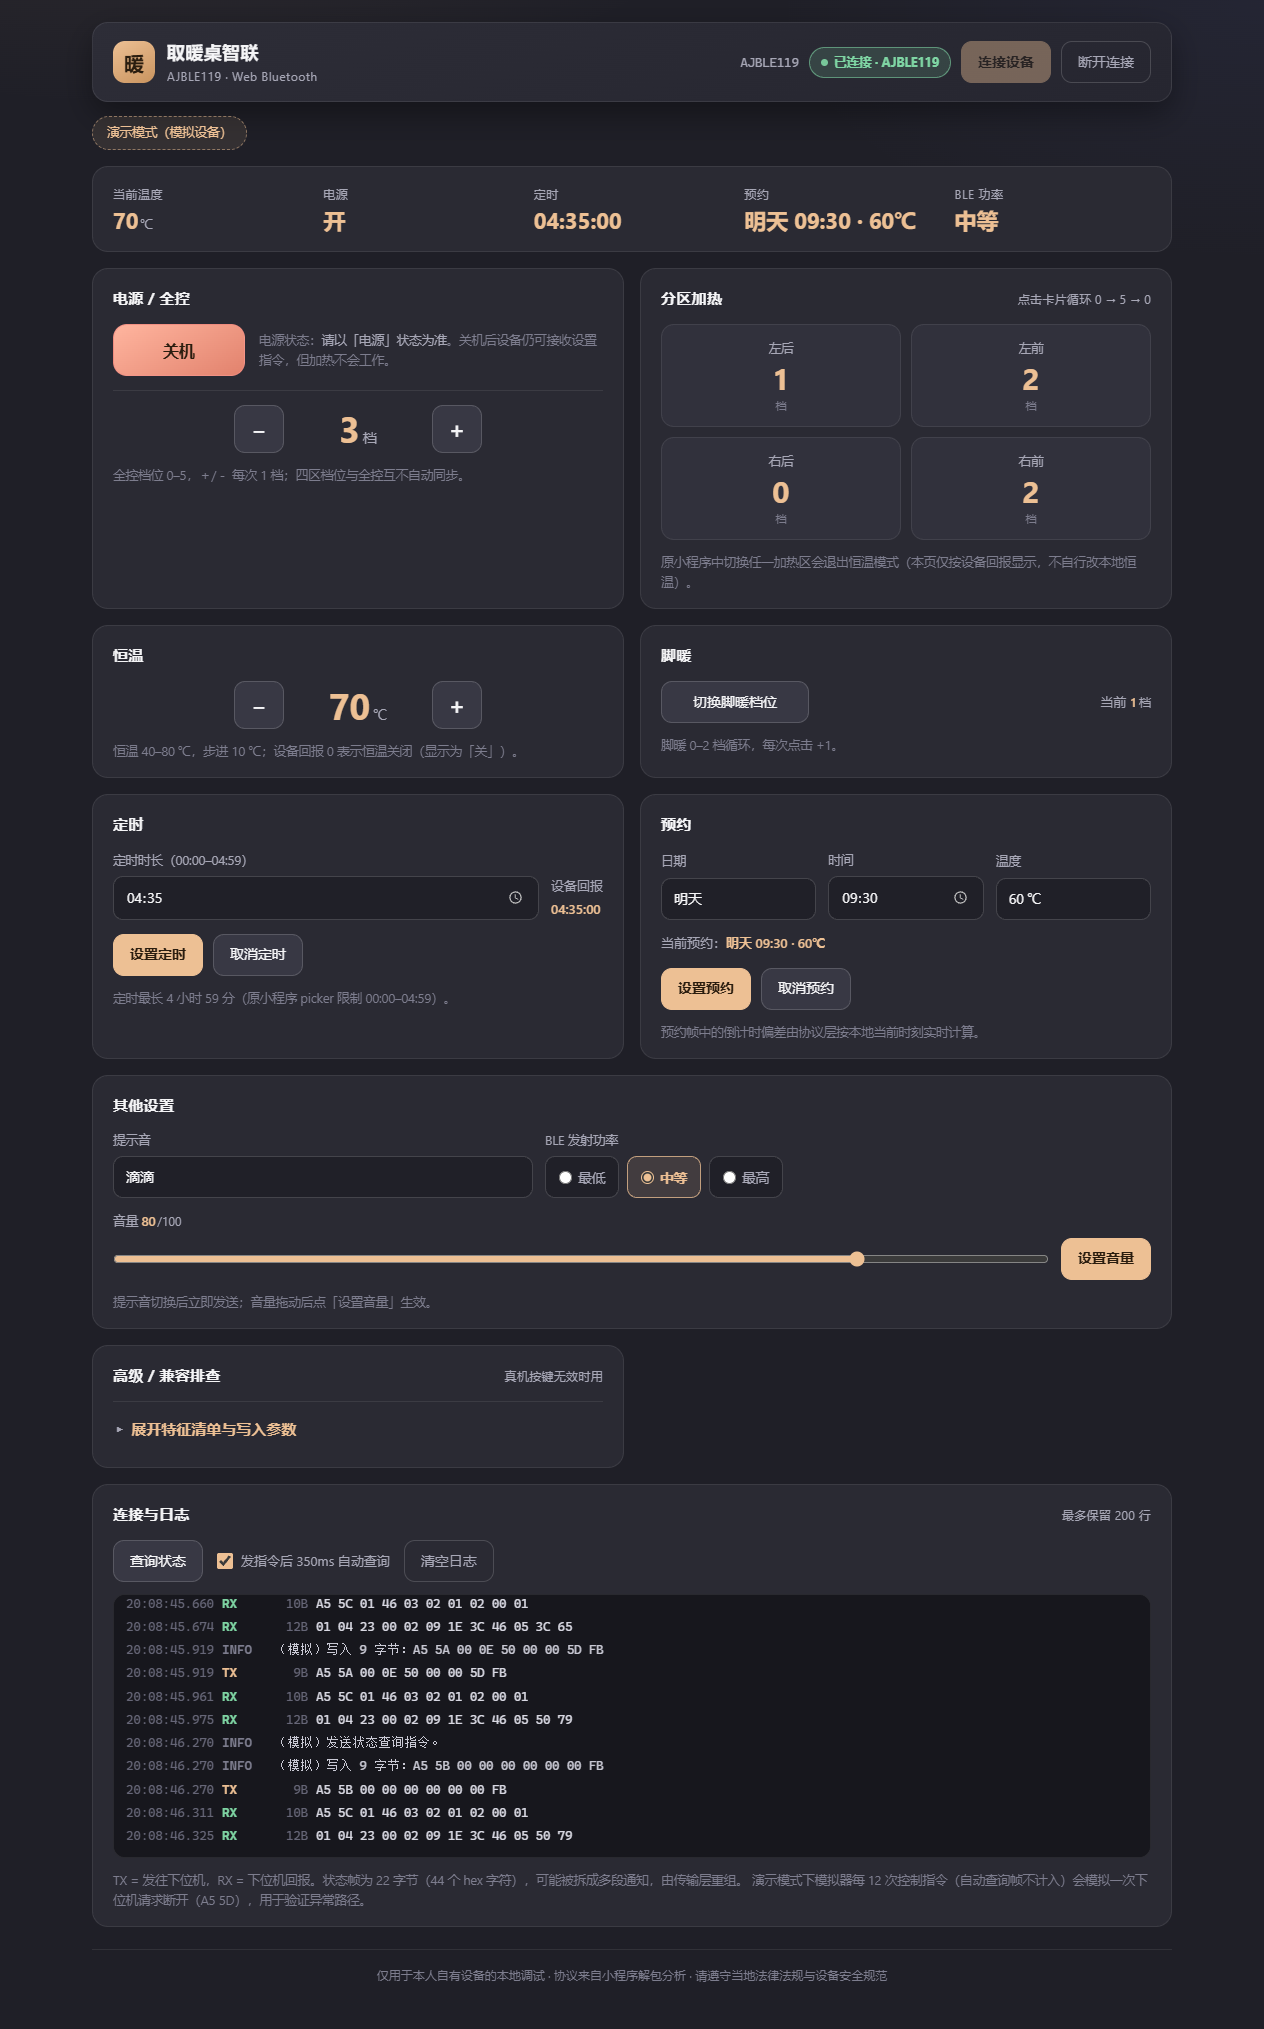 暖
取暖桌智联
AJBLE119 · Web Bluetooth
AJBLE119
已连接 · AJBLE119
连接设备
断开连接
演示模式（模拟设备）
当前温度
70℃
电源
开
定时
04:35:00
预约
明天 09:30 · 60℃
BLE 功率
中等
电源 / 全控
关机
电源状态：请以「电源」状态为准。关机后设备仍可接收设置
指令，但加热不会工作。
–
3 档
+
全控档位 0–5， + / - 每次 1 档；四区档位与全控互不自动同步。
分区加热
点击卡片循环 0 → 5 → 0
左后
1
档
左前
2
档
右后
0
档
右前
2
档
原小程序中切换任一加热区会退出恒温模式（本页仅按设备回报显示，不自行改本地恒
温）。
恒温
–
70 ℃
+
恒温 40–80 ℃，步进 10 ℃；设备回报 0 表示恒温关闭（显示为「关」）。
脚暖
切换脚暖档位
当前 1 档
脚暖 0–2 档循环，每次点击 +1。
定时
定时时长（00:00–04:59）
04:35
设备回报
04:35:00
设置定时
取消定时
定时最长 4 小时 59 分（原小程序 picker 限制 00:00–04:59）。
预约
日期
时间
温度
明天
09:30
60 ℃
当前预约：明天 09:30 · 60℃
设置预约
取消预约
预约帧中的倒计时偏差由协议层按本地当前时刻实时计算。
其他设置
提示音
滴滴
BLE 发射功率
最低
中等
最高
音量 80/100
设置音量
提示音切换后立即发送；音量拖动后点「设置音量」生效。
高级 / 兼容排查
真机按键无效时用
▸ 展开特征清单与写入参数
连接与日志
最多保留 200 行
查询状态
发指令后 350ms 自动查询
清空日志
20:08:45.660 RX 10B A5 5C 01 46 03 02 01 02 00 01
20:08:45.674 RX 12B 01 04 23 00 02 09 1E 3C 46 05 3C 65
20:08:45.919 INFO （模拟）写入 9 字节：A5 5A 00 0E 50 00 00 5D FB
20:08:45.919 TX 9B A5 5A 00 0E 50 00 00 5D FB
20:08:45.961 RX 10B A5 5C 01 46 03 02 01 02 00 01
20:08:45.975 RX 12B 01 04 23 00 02 09 1E 3C 46 05 50 79
20:08:46.270 INFO （模拟）发送状态查询指令。
20:08:46.270 INFO （模拟）写入 9 字节：A5 5B 00 00 00 00 00 00 FB
20:08:46.270 TX 9B A5 5B 00 00 00 00 00 00 FB
20:08:46.311 RX 10B A5 5C 01 46 03 02 01 02 00 01
20:08:46.325 RX 12B 01 04 23 00 02 09 1E 3C 46 05 50 79
TX = 发往下位机，RX = 下位机回报。状态帧为 22 字节（44 个 hex 字符），可能被拆成多段通知，由传输层重组。 演示模式下模拟器每 12 次控制指令（自动查询帧不计入）会模拟一次下
位机请求断开（A5 5D），用于验证异常路径。
仅用于本人自有设备的本地调试 · 协议来自小程序解包分析 · 请遵守当地法律法规与设备安全规范